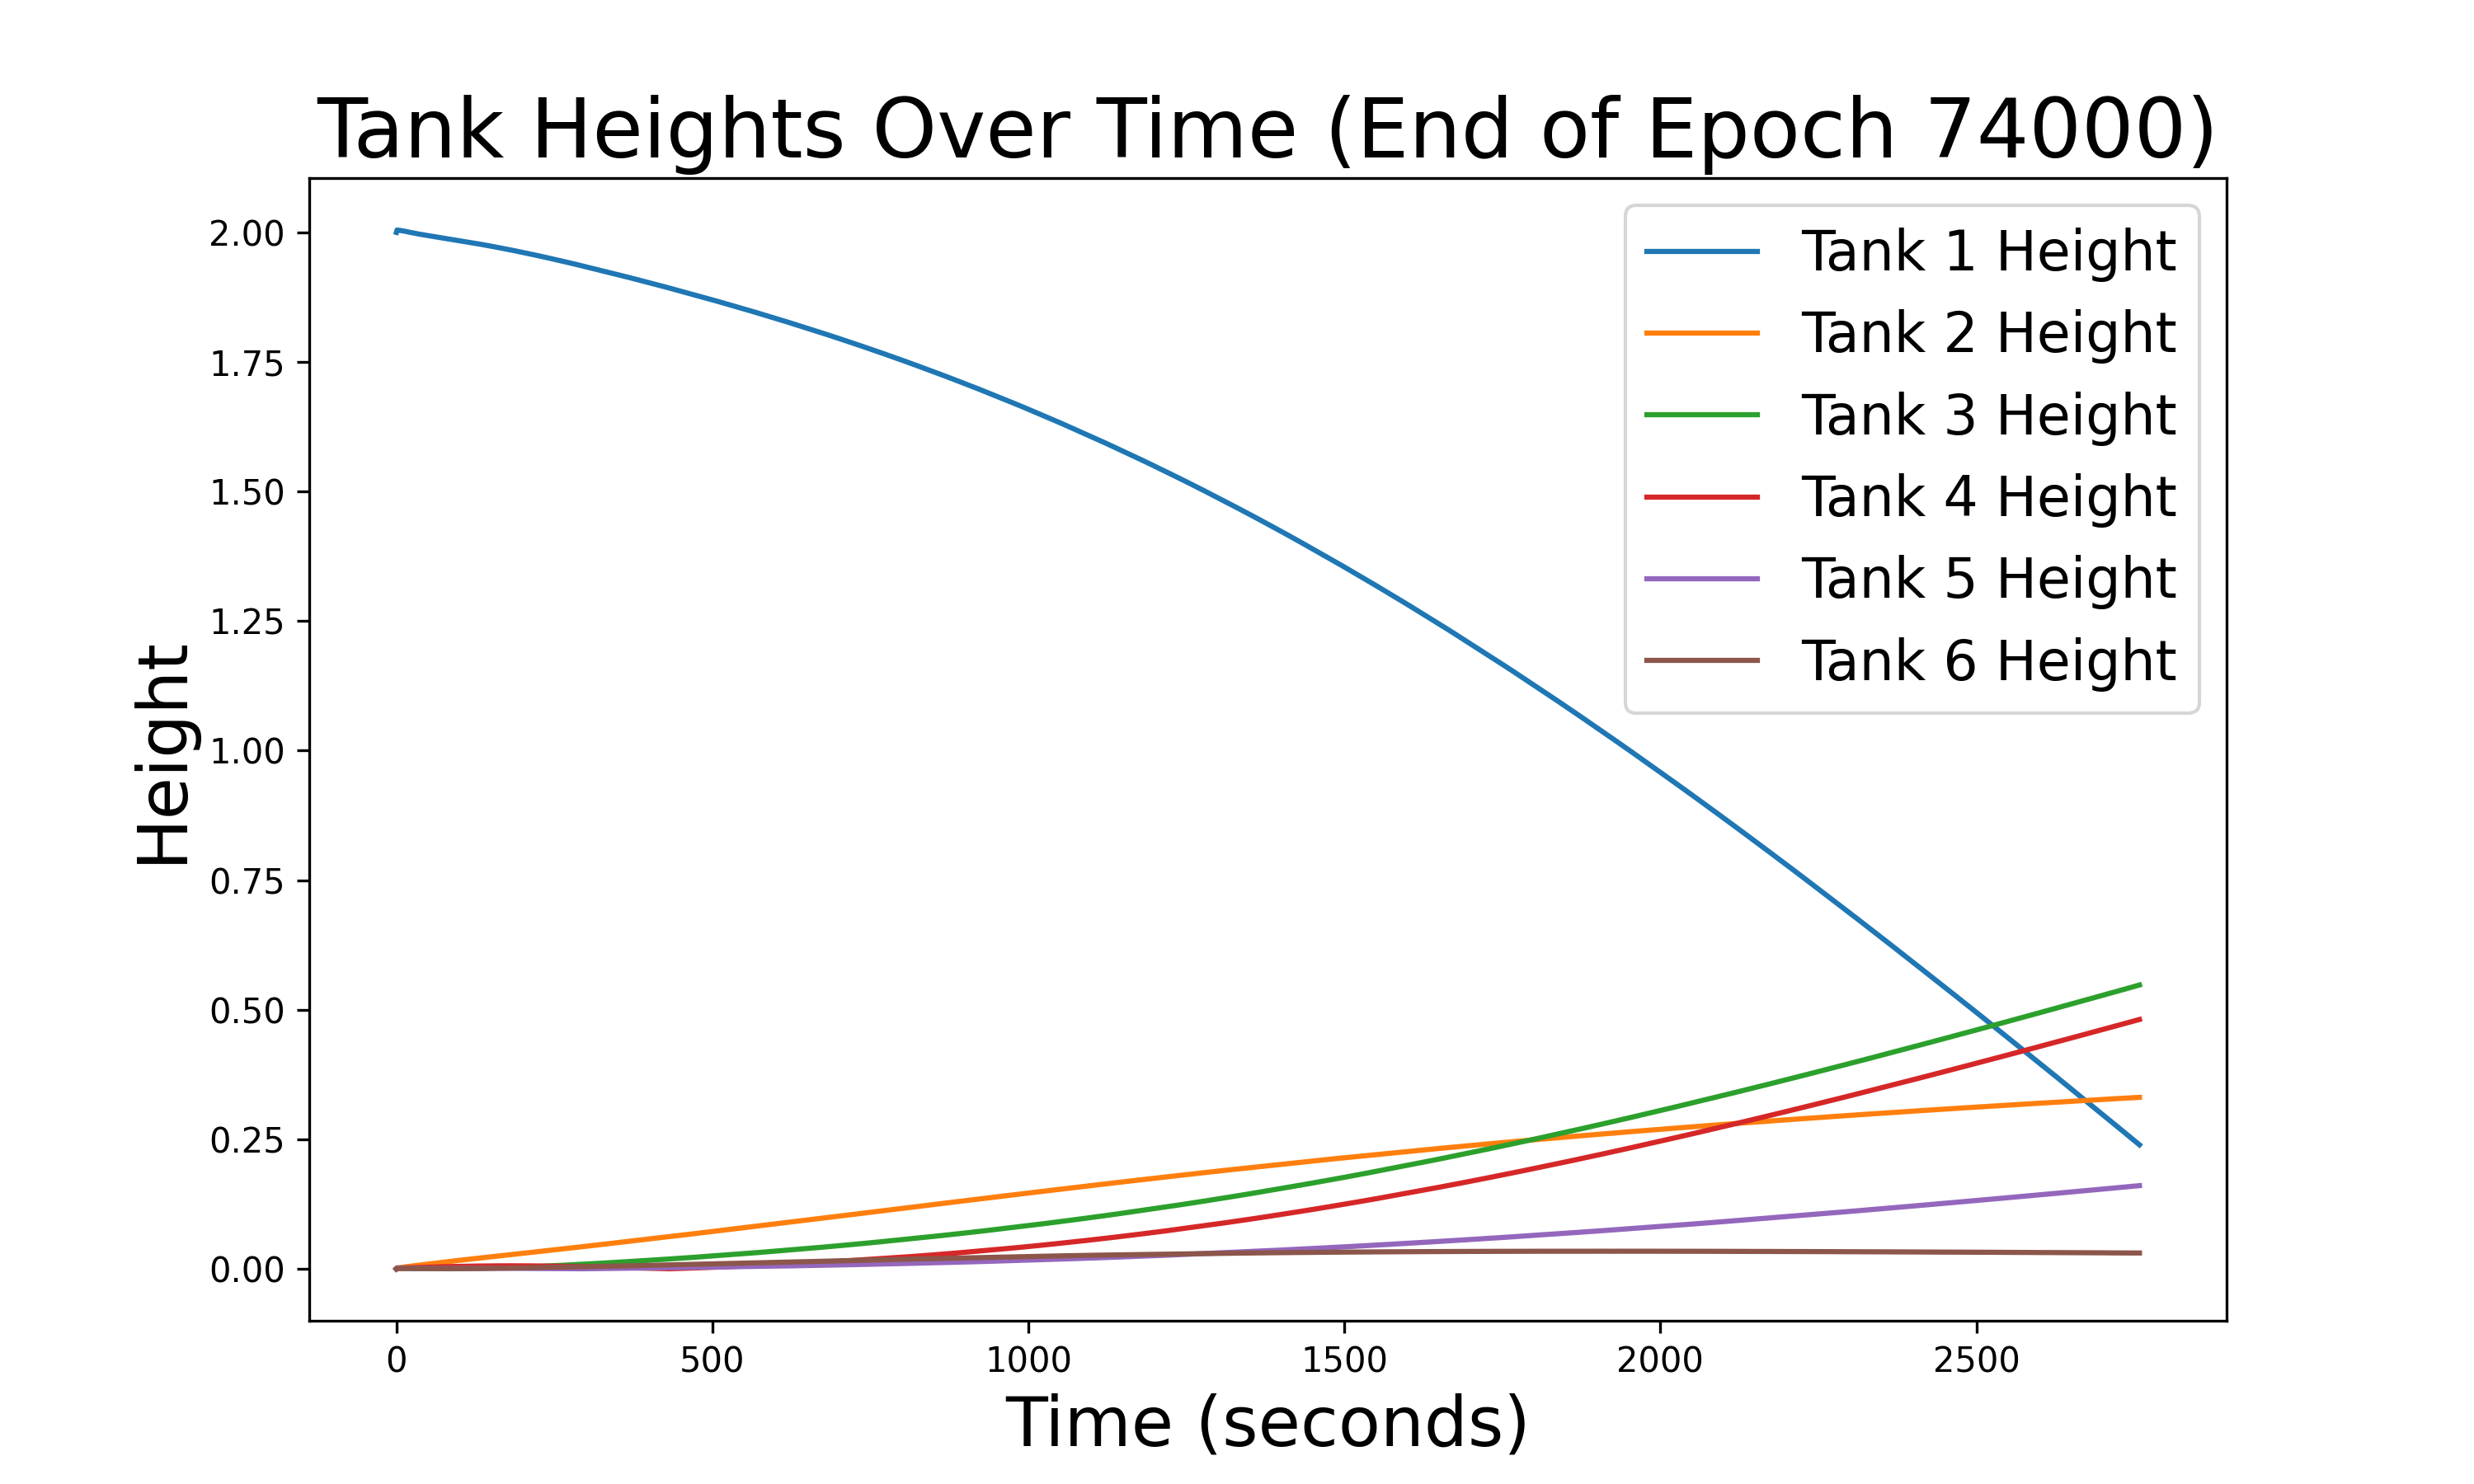 Tank Heights Over Time (End of Epoch 74000)
Height
2.00
1.75
1.50
1.25
1.00
0.75
0.50
0.25
0.00
Tank 1 Height
Tank 2 Height
Tank 3 Height
Tank 4 Height
Tank 5 Height
Tank 6 Height
0 500 1000 1500 2000 2500
Time (seconds)